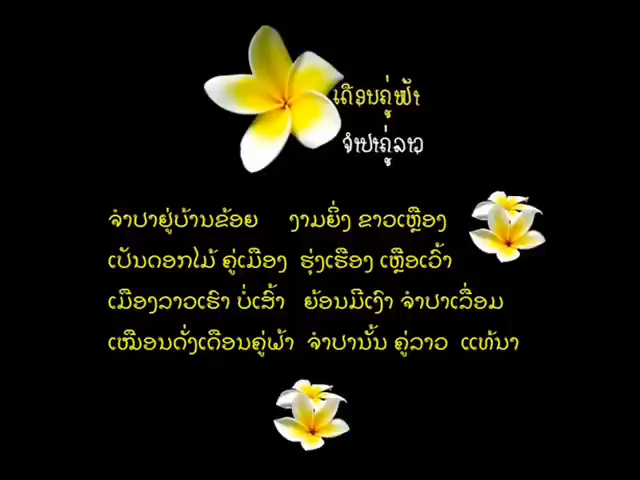 ເດືອນຄູ່ຟ້າ
ຈຳປາຄູ່ລາວ
ຈຳປາຢູ່ບ້ານຂ້ອຍ ງາມຍິ່ງ ຂາວເຫຼືອງ
ເປັນດອກໄມ້ ຄູ່ເມືອງ ຮຸ່ງເຮືອງ ເຫຼືອເວົ້າ
ເມືອງລາວເຮົາ ບໍ່ເສົ້າ ຍ້ອນມີເງົາ ຈຳປາເລື່ອມ
ເໝືອນດັ່ງເດືອນຄູ່ຟ້າ ຈຳປານັ້ນ ຄູ່ລາວ ແທ້ນາ